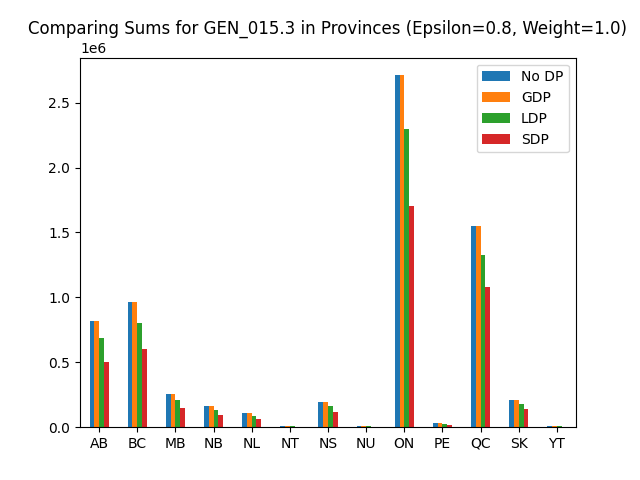 Comparing Sums for GEN_015.3 in Provinces (Epsilon=0.8, Weight=1.0)
1e6
No DP
GDP
LDP
SDP
2.5
2.0
1.5
1.0
0.5
0.0
AB BC MB NB NL NT NS NU ON PE QC SK YT